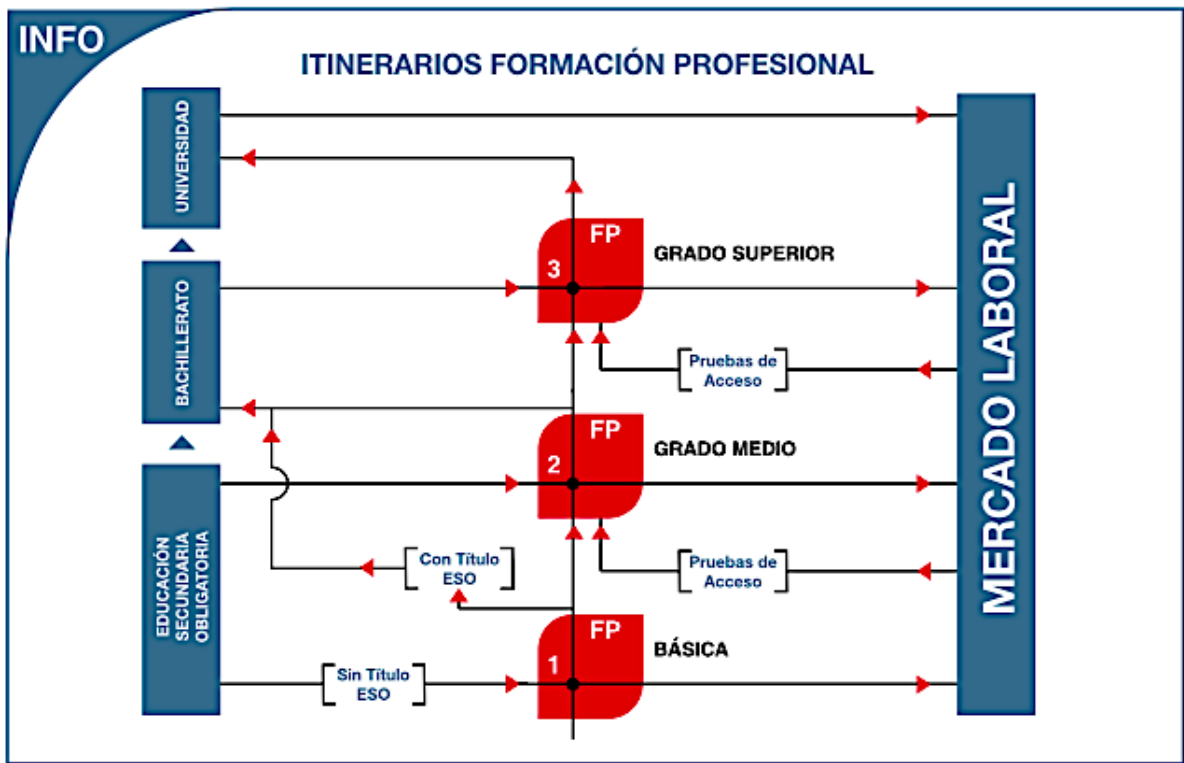 INFO
ITINERARIOS FORMACIÓN PROFESIONAL
UNIVERSIDAD
BACHILLERATO
EDUCACIÓN
SECUNDARIA
OBLIGATORIA
FP
3
GRADO SUPERIOR
Pruebas de
Acceso
FP
2
GRADO MEDIO
Con Título
ESO
Pruebas de
Acceso
FP
1
BÁSICA
Sin Título
ESO
MERCADO LABORAL